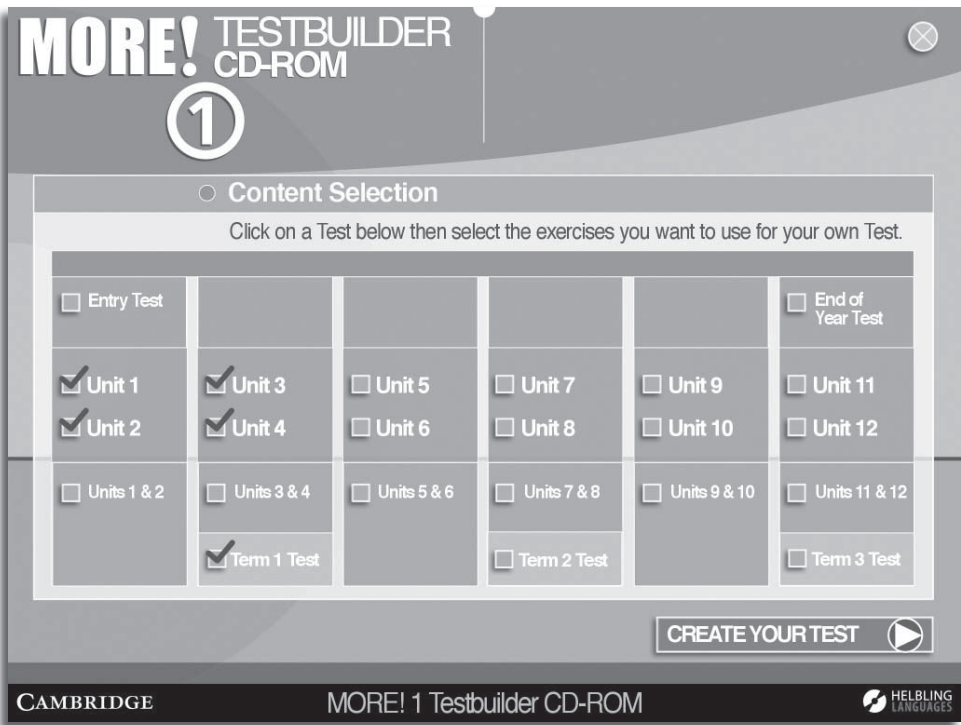 MORE! TESTBUILDER
CD-ROM
1
Content Selection
Click on a Test below then select the exercises you want to use for your own Test.
Entry Test
End of
Year Test
Unit 1
Unit 3
Unit 5
Unit 7
Unit 9
Unit 11
Unit 2
Unit 4
Unit 6
Unit 8
Unit 10
Unit 12
Units 1 & 2
Units 3 & 4
Units 5 & 6
Units 7 & 8
Units 9 & 10
Units 11 & 12
Term 1 Test
Term 2 Test
Term 3 Test
CREATE YOUR TEST
CAMBRIDGE
MORE! 1 Testbuilder CD-ROM
HELBLING
LANGUAGES